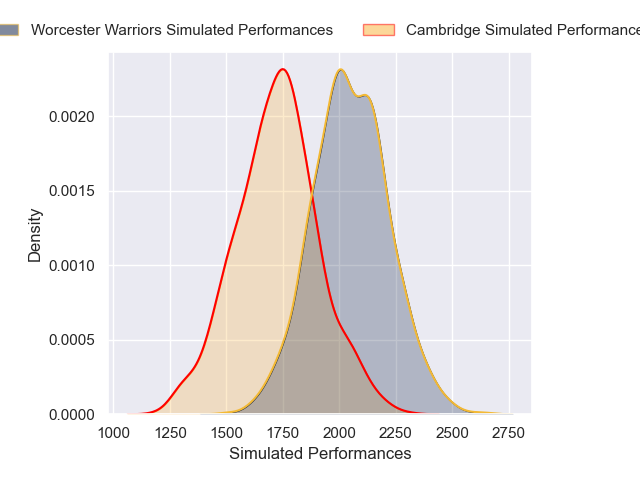 Worcester Warriors Simulated Performances Cambridge Simulated Performance
0.0020
0.0015
0.0010
0.0005
0.0000
Density
1000 1250 1500 1750 2000 2250 2500 2750
Simulated Performances